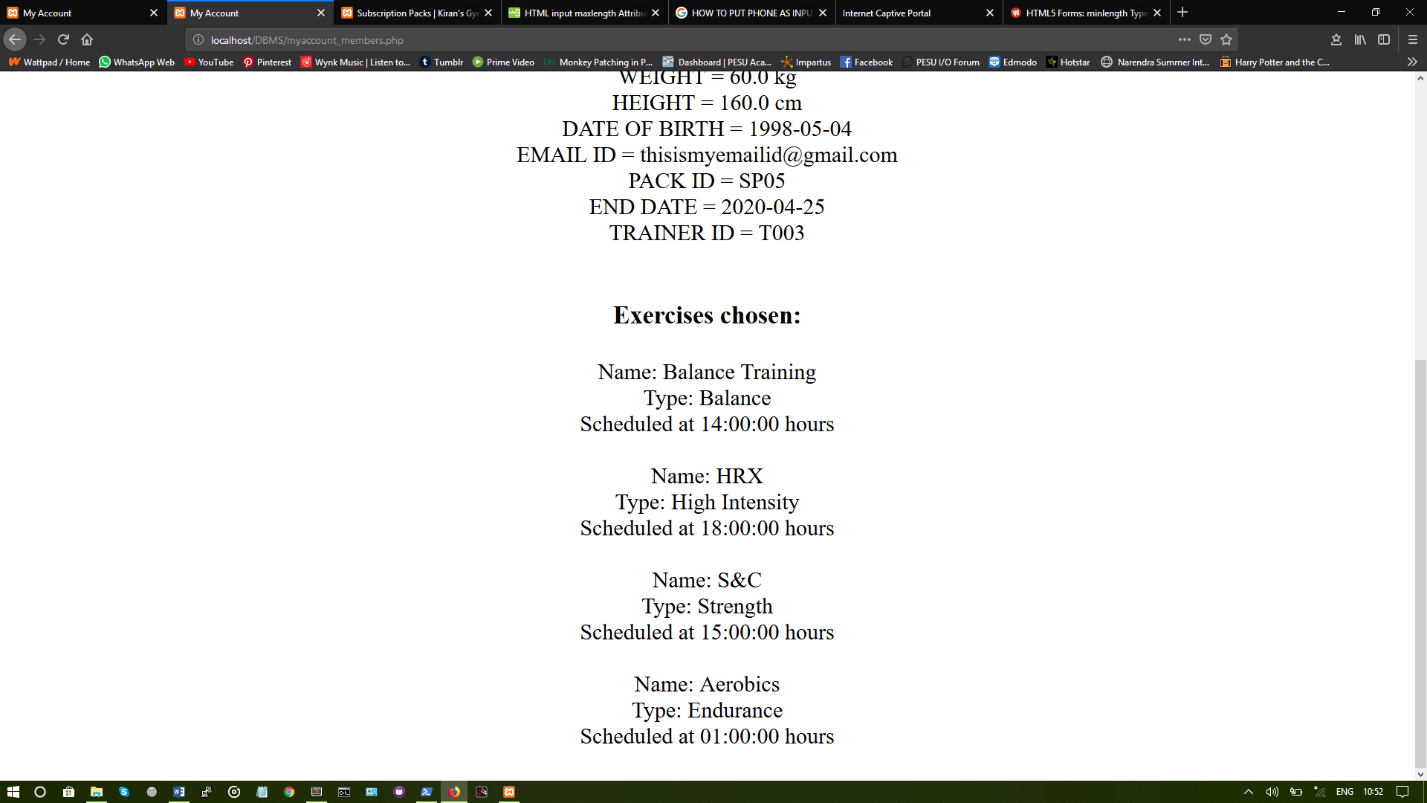 My Account
My Account
Subscription Packs | Kiran's Gy
HTML input maxlength Attribu
HOW TO PUT PHONE AS INPU
Internet Captive Portal
HTML5 Forms: minlength Type
localhost/DBMS/myaccount_members.php
Wattpad / Home
WhatsApp Web
YouTube
Pinterest
Wynk Music | Listen to...
Tumblr
Prime Video
Monkey Patching in P...
Dashboard | PESU Aca...
Impartus
Facebook
PESU I/O Forum
Edmodo
Hotstar
Narendra Summer Int...
Harry Potter and the C...
WEIGHT = 60.0 kg
HEIGHT = 160.0 cm
DATE OF BIRTH = 1998-05-04
EMAIL ID = thisismyemailid@gmail.com
PACK ID = SP05
END DATE = 2020-04-25
TRAINER ID = T003
Exercises chosen:
Name: Balance Training
Type: Balance
Scheduled at 14:00:00 hours
Name: HRX
Type: High Intensity
Scheduled at 18:00:00 hours
Name: S&C
Type: Strength
Scheduled at 15:00:00 hours
Name: Aerobics
Type: Endurance
Scheduled at 01:00:00 hours
ENG
10:52